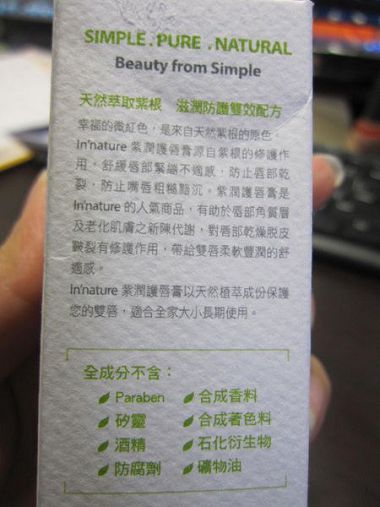 SIMPLE.PURE.NATURAL
Beauty from Simple
天然萃取紫根 滋潤防護雙效配方
幸福的微紅色，是來自天然紫根的原色。
In'nature 紫潤護唇膏源自紫根的修護作
用，舒緩唇部緊繃不適感，防止唇部乾
裂、防止嘴唇粗糙黯沉。紫潤護唇膏是
In'nature 的人氣商品，有助於唇部角質層
及老化肌膚之新陳代謝，對唇部乾燥脫皮
皸裂有修護作用，帶給雙唇柔軟豐潤的舒
適感。
In'nature 紫潤護唇膏以天然植萃成份保護
您的雙唇，適合全家大小長期使用。
全成分不含：
Paraben 合成香料
矽靈 合成著色料
酒精 石化衍生物
防腐劑 礦物油